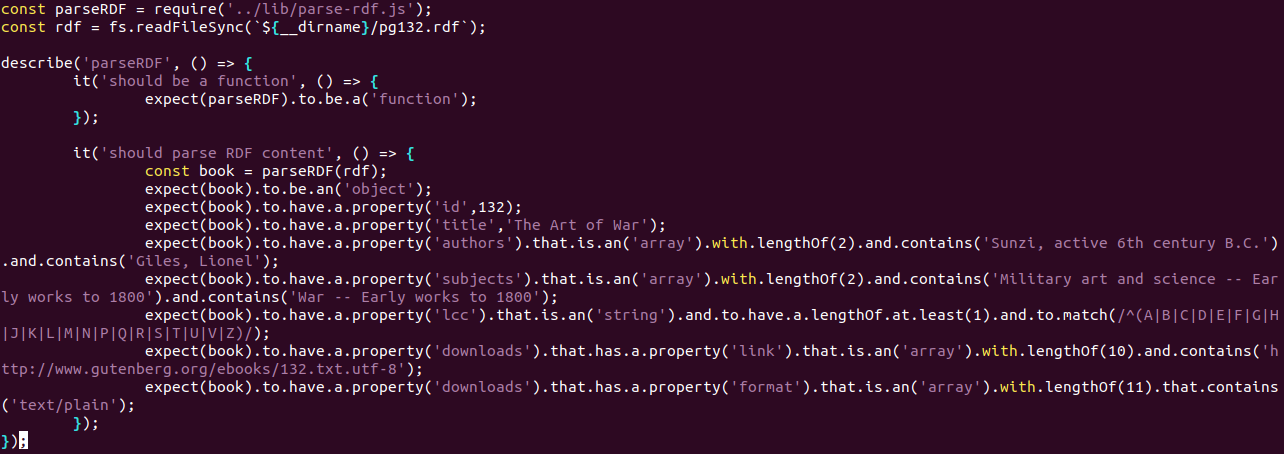 const parseRDF = require('../lib/parse-rdf.js');
const rdf = fs.readFileSync(`${__dirname}/pg132.rdf`);

describe('parseRDF', () => {
        it('should be a function', () => {
                expect(parseRDF).to.be.a('function');
        });

        it('should parse RDF content', () => {
                const book = parseRDF(rdf);
                expect(book).to.be.an('object');
                expect(book).to.have.a.property('id',132);
                expect(book).to.have.a.property('title','The Art of War');
                expect(book).to.have.a.property('authors').that.is.an('array').with.lengthOf(2).and.contains('Sunzi, active 6th century B.C.')
.and.contains('Giles, Lionel');
                expect(book).to.have.a.property('subjects').that.is.an('array').with.lengthOf(2).and.contains('Military art and science -- Ear
ly works to 1800').and.contains('War -- Early works to 1800');
                expect(book).to.have.a.property('lcc').that.is.an('string').and.to.have.a.lengthOf.at.least(1).and.to.match(/^(A|B|C|D|E|F|G|H
|J|K|L|M|N|P|Q|R|S|T|U|V|Z)/);
                expect(book).to.have.a.property('downloads').that.has.a.property('link').that.is.an('array').with.lengthOf(10).and.contains('h
ttp://www.gutenberg.org/ebooks/132.txt.utf-8');
                expect(book).to.have.a.property('downloads').that.has.a.property('format').that.is.an('array').with.lengthOf(11).that.contains
('text/plain');
        });
});